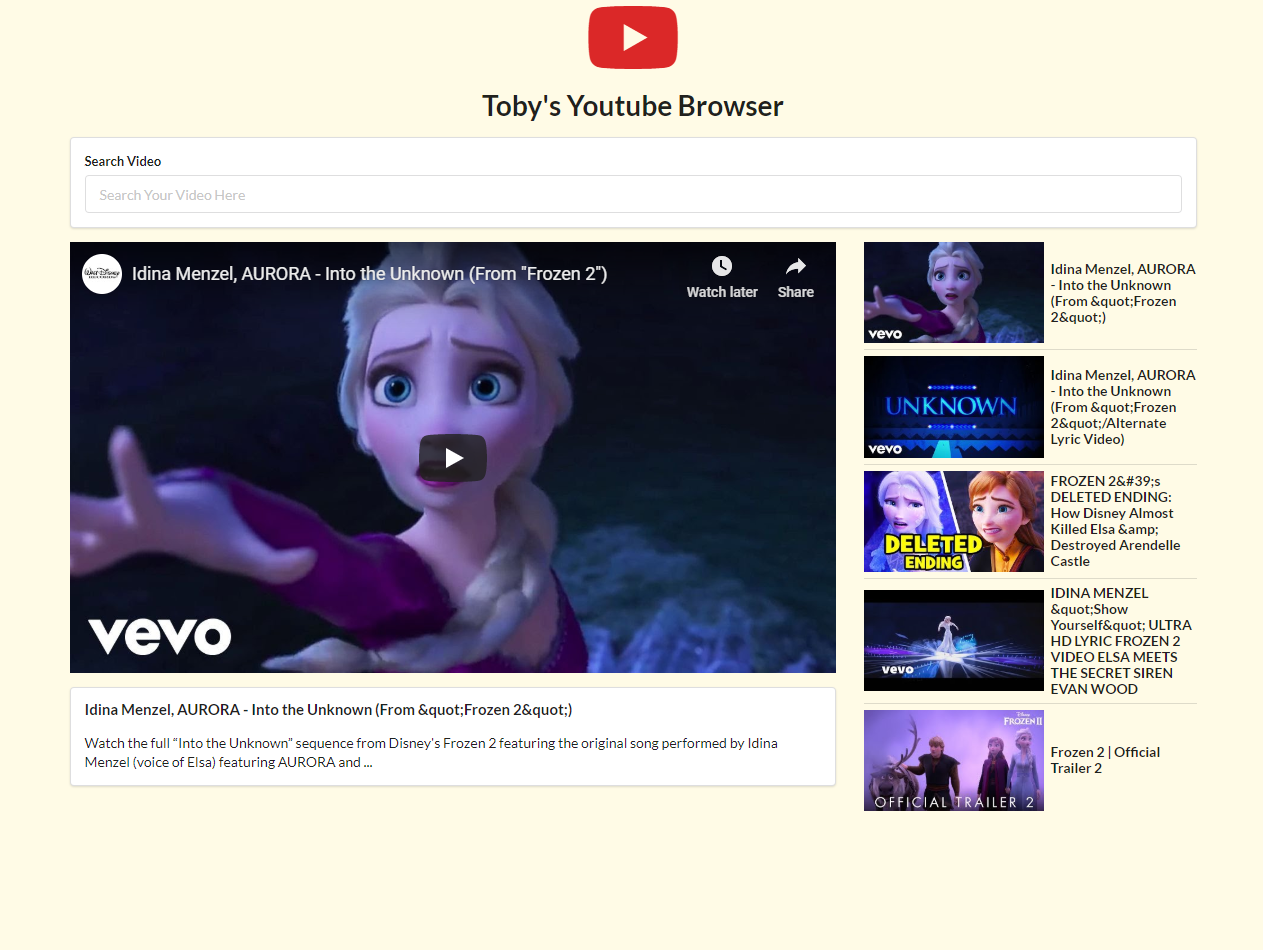 Toby's Youtube Browser
Search Video
Search Your Video Here
Idina Menzel, AURORA - Into the Unknown (From "Frozen 2")
Watch later
Share
vevo
Idina Menzel, AURORA - Into the Unknown (From &quot;Frozen 2&quot;)
Watch the full “Into the Unknown” sequence from Disney's Frozen 2 featuring the original song performed by Idina
Menzel (voice of Elsa) featuring AURORA and ...
vevo
Idina Menzel, AURORA
- Into the Unknown
(From &quot;Frozen
2&quot;)
UNKNOWN
vevo
Idina Menzel, AURORA
- Into the Unknown
(From &quot;Frozen
2&quot;/Alternate
Lyric Video)
DELETED
ENDING
FROZEN 2&#39;s
DELETED ENDING:
How Disney Almost
Killed Elsa &amp;
Destroyed Arendelle
Castle
vevo
IDINA MENZEL
&quot;Show
Yourself&quot; ULTRA
HD LYRIC FROZEN 2
VIDEO ELSA MEETS
THE SECRET SIREN
EVAN WOOD
Disney
FROZEN II
OFFICIAL TRAILER 2
Frozen 2 | Official
Trailer 2